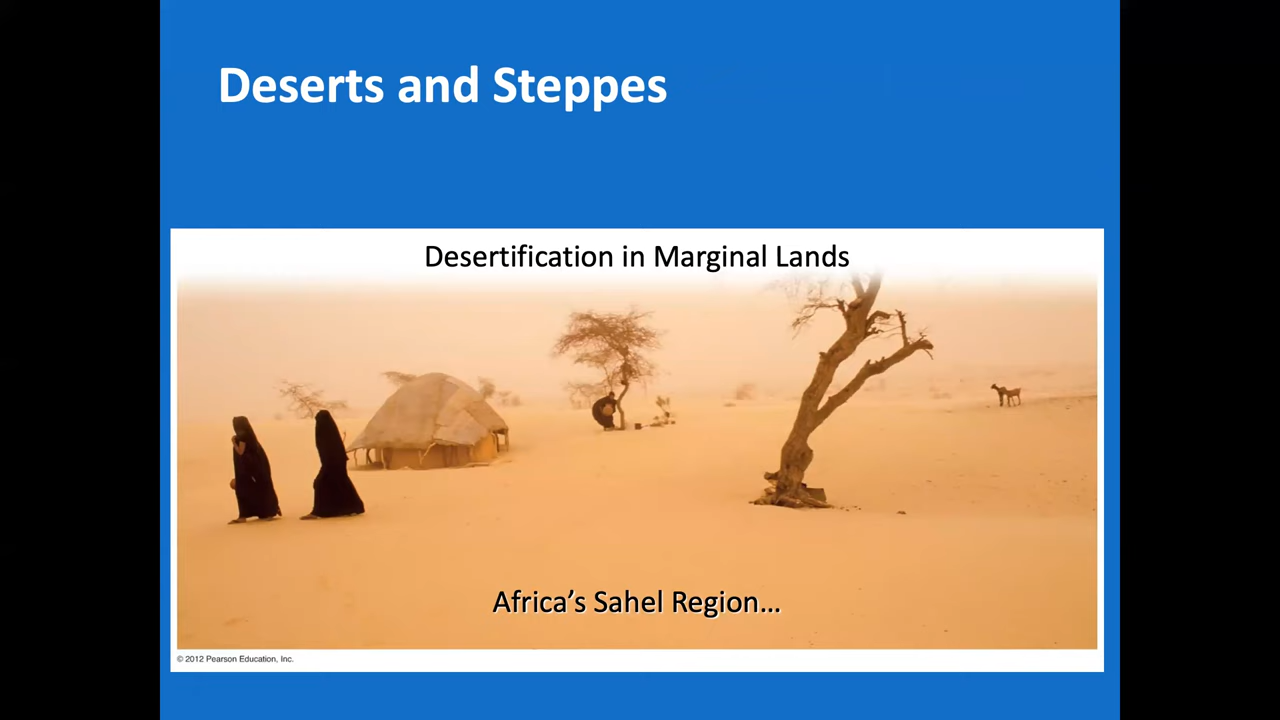 Deserts and Steppes
Desertification in Marginal Lands
Africa’s Sahel Region…
© 2012 Pearson Education, Inc.